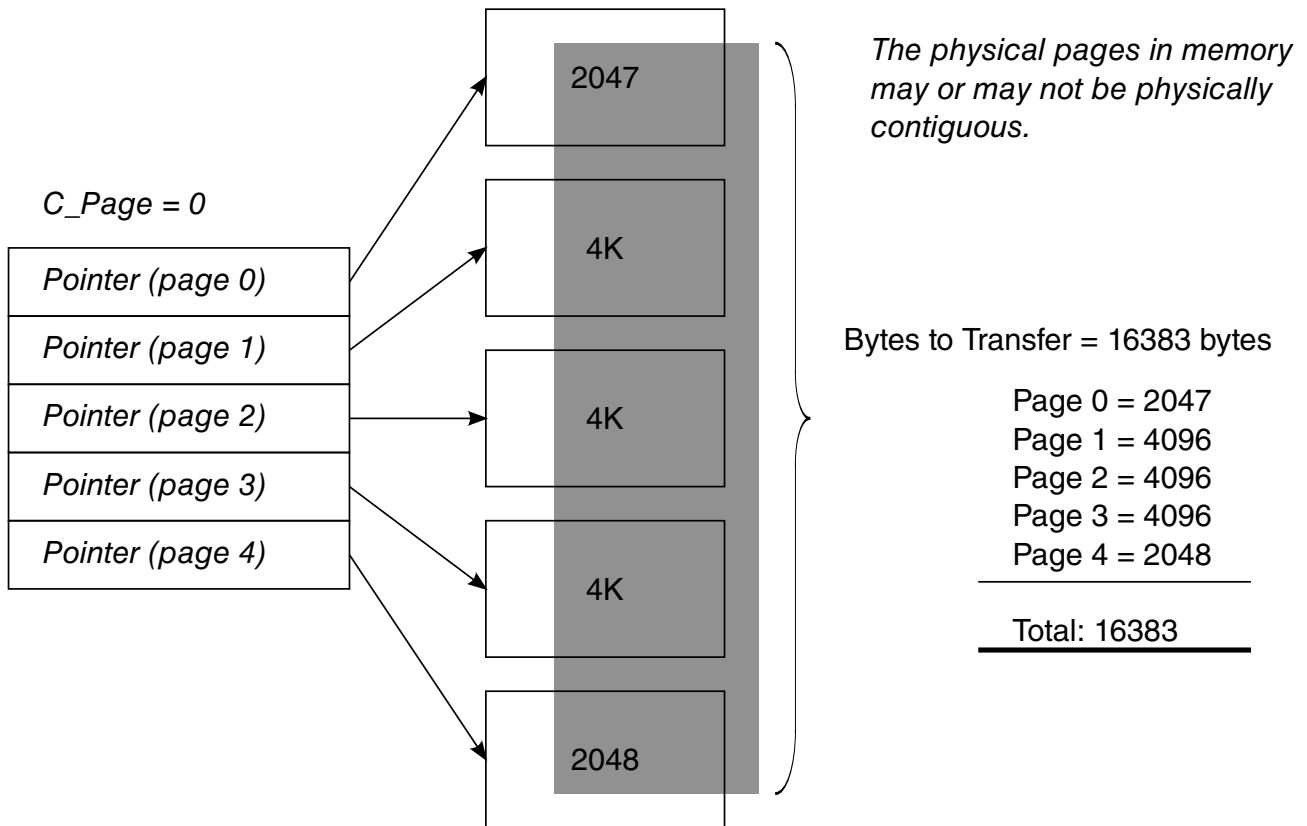 C_Page = 0
Pointer (page 0)
Pointer (page 1)
Pointer (page 2)
Pointer (page 3)
Pointer (page 4)
2047
4K
4K
4K
2048
The physical pages in memory
may or may not be physically
contiguous.
Bytes to Transfer = 16383 bytes
Page 0 = 2047
Page 1 = 4096
Page 2 = 4096
Page 3 = 4096
Page 4 = 2048
Total: 16383